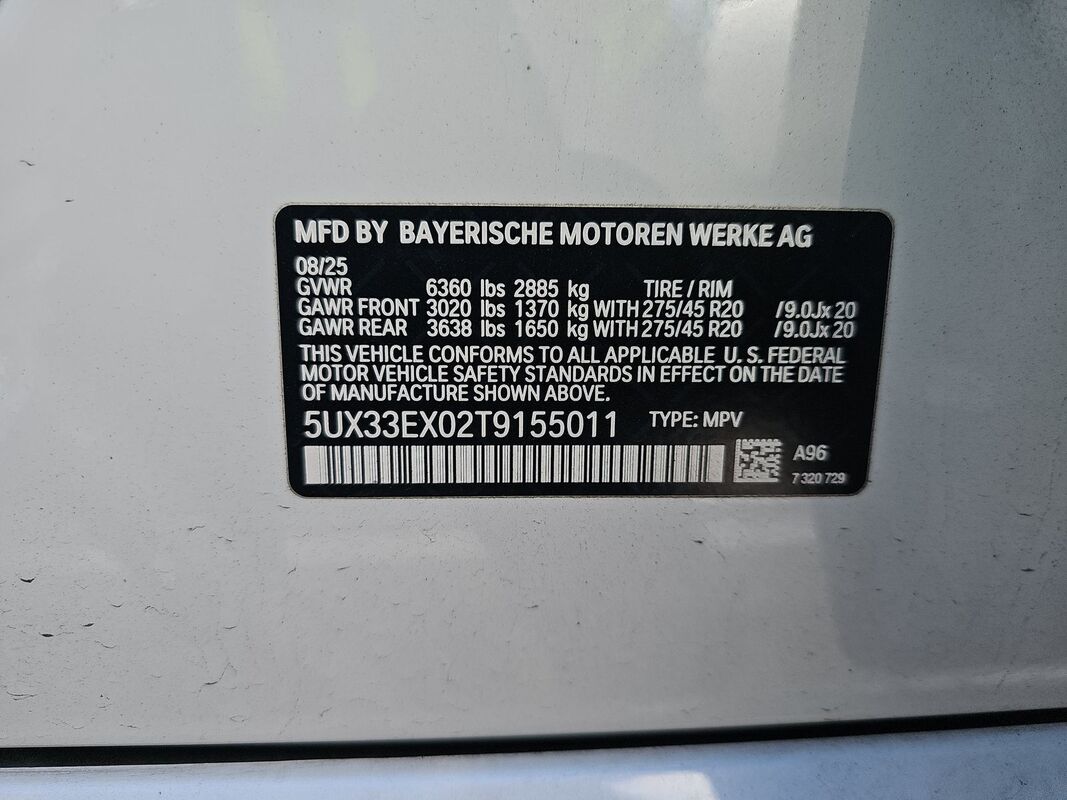 MFD BY BAYERISCHE MOTOREN WERKE AG
08/25
GVWR 6360 lbs 2885 kg TIRE / RIM
GAWR FRONT 3020 lbs 1370 kg WITH 275/45 R20 /9.0Jx 20
GAWR REAR 3638 lbs 1650 kg WITH 275/45 R20 /9.0Jx 20
THIS VEHICLE CONFORMS TO ALL APPLICABLE U. S. FEDERAL
MOTOR VEHICLE SAFETY STANDARDS IN EFFECT ON THE DATE
OF MANUFACTURE SHOWN ABOVE.
5UX33EX02T9155011 TYPE: MPV
A96
7 320 729